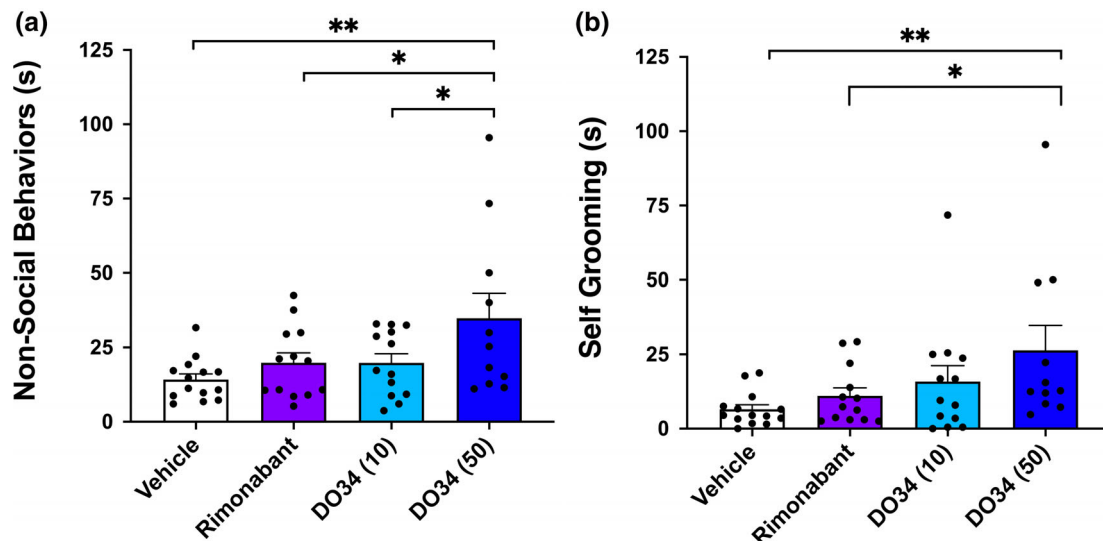 (a)
Non-Social Behaviors (s)
125
100
75
50
25
0
**
*
*
Vehicle
Rimonabant
DO34 (10)
DO34 (50)
(b)
Self Grooming (s)
125
100
75
50
25
0
**
*
Vehicle
Rimonabant
DO34 (10)
DO34 (50)